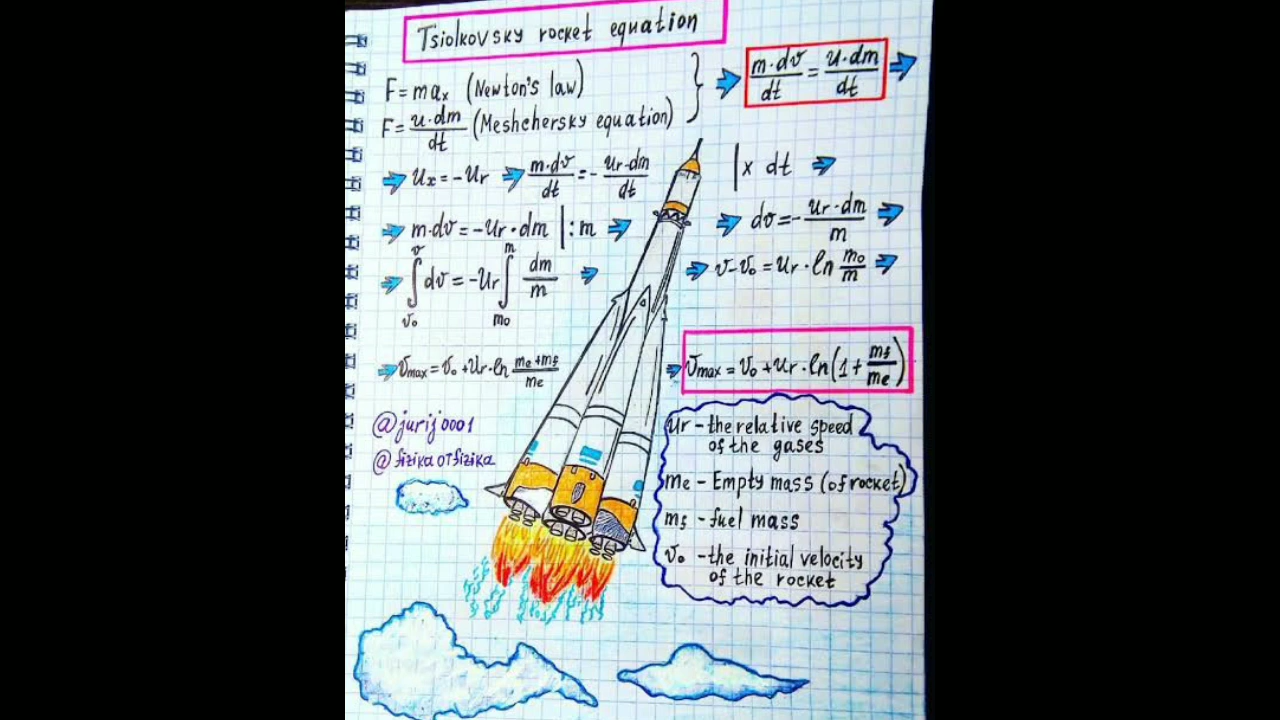 Tsiolkovsky rocket equation
F = maₓ (Newton's law)
F = u·dm/dt (Meshchersky equation) } ➡ m·dv/dt = u·dm/dt ➡
➡ uₓ = -ur ➡ m·dv/dt = - ur·dm/dt | x dt ➡
➡ m·dv = -ur·dm | : m ➡ dv = - ur·dm/m ➡
➡ ∫_{v₀}^{v} dv = -ur ∫_{m₀}^{m} dm/m ➡ v-v₀ = ur·ln m₀/m ➡
➡ vmax = v₀ + ur·ln (me+mf)/me ➡ vmax = v₀ + ur·ln(1 + mf/me)
@jurij0001
@fizikaOTfizika
ur - the relative speed
of the gases
me - Empty mass (of rocket)
mf - fuel mass
v₀ - the initial velocity
of the rocket